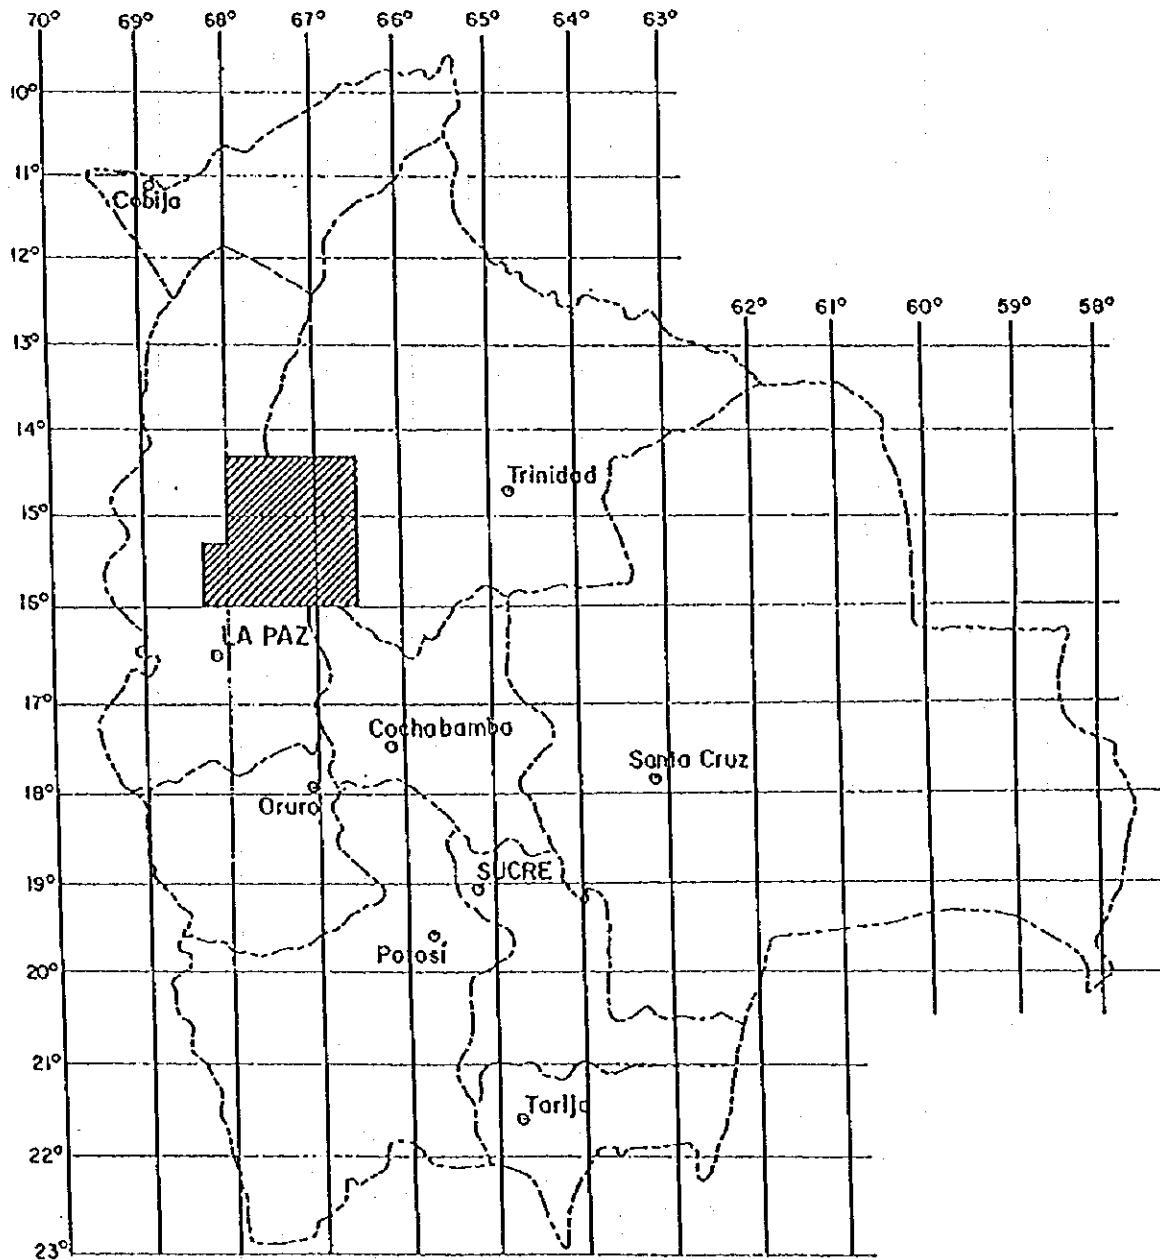 70° 69° 68° 67° 66° 65° 64° 63°
10°
11°
Cobija
12°
62° 61° 60° 59° 58°
13°
14°
Trinidad
15°
16°
LA PAZ
17°
Cochabamba
Santa Cruz
18°
Oruro
19°
SUCRE
Potosí
20°
21°
Tarija
22°
23°